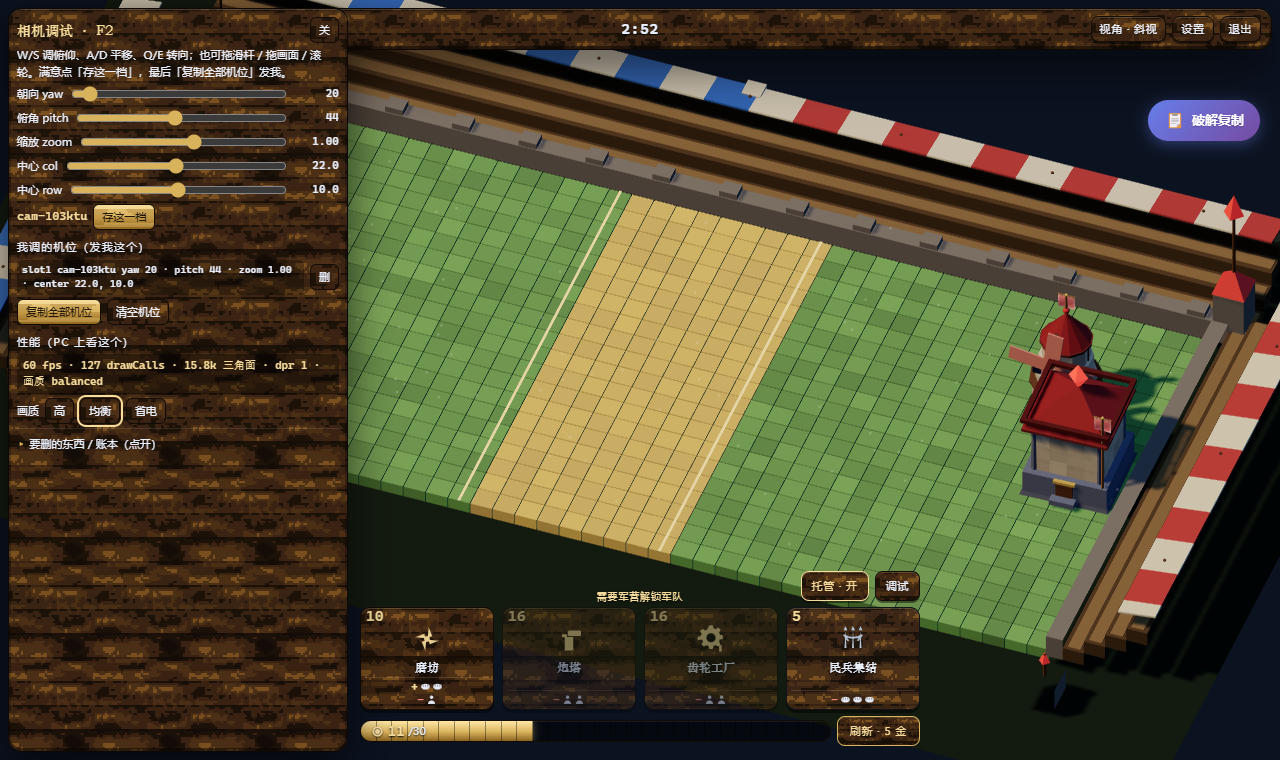 相机调试 · F2
关
W/S 调俯仰、A/D 平移、Q/E 转向；也可拖滑杆 / 拖画面 / 滚
轮。满意点「存这一档」，最后「复制全部机位」发我。
朝向 yaw 20
俯角 pitch 44
缩放 zoom 1.00
中心 col 22.0
中心 row 10.0
cam-103ktu 存这一档
我调的机位（发我这个）
slot1 cam-103ktu yaw 20 · pitch 44 · zoom 1.00
· center 22.0, 10.0
删
复制全部机位 清空机位
性能（PC 上看这个）
60 fps · 127 drawCalls · 15.8k 三角面 · dpr 1 ·
画质 balanced
画质 高 均衡 省电
要删的东西 / 账本（点开）
2:52
视角 · 斜视 设置 退出
破解复制
托管 · 开 调试
需要军营解锁军队
10
磨坊
16
炮塔
16
齿轮工厂
5
民兵集结
11 /30
刷新 · 5 金